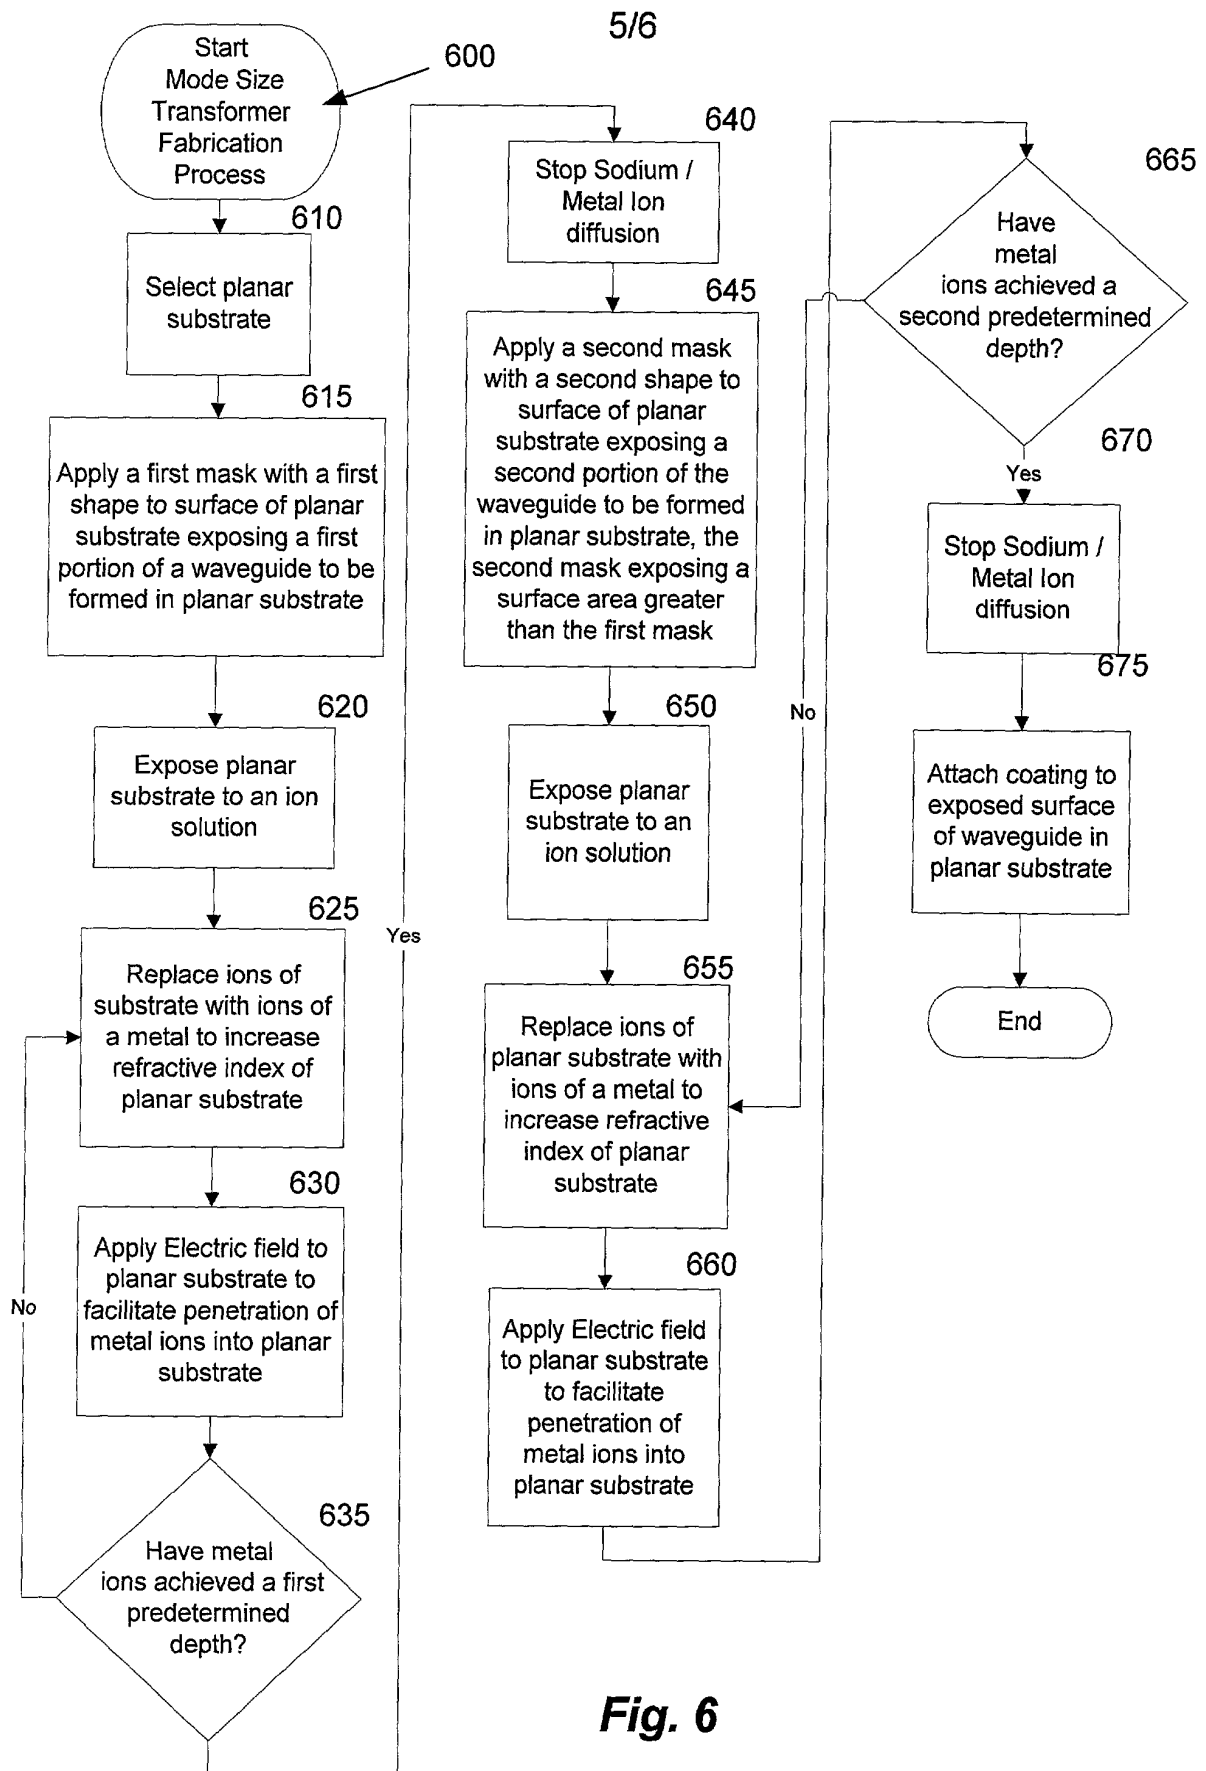 5/6
Start
Mode Size
Transformer
Fabrication
Process
600
610
Select planar
substrate
615
Apply a first mask with a first
shape to surface of planar
substrate exposing a first
portion of a waveguide to be
formed in planar substrate
620
Expose planar
substrate to an ion
solution
625
Replace ions of
substrate with ions of
a metal to increase
refractive index of
planar substrate
630
Apply Electric field to
planar substrate to
facilitate penetration of
metal ions into planar
substrate
No
635
Have metal
ions achieved a first
predetermined
depth?
Yes
640
Stop Sodium /
Metal Ion
diffusion
645
Apply a second mask
with a second shape to
surface of planar
substrate exposing a
second portion of the
waveguide to be formed
in planar substrate, the
second mask exposing a
surface area greater
than the first mask
650
Expose planar
substrate to an
ion solution
655
Replace ions of
planar substrate with
ions of a metal to
increase refractive
index of planar
substrate
660
Apply Electric field
to planar substrate
to facilitate
penetration of
metal ions into
planar substrate
No
665
Have
metal
ions achieved a
second predetermined
depth?
670
Yes
Stop Sodium /
Metal Ion
diffusion
675
Attach coating to
exposed surface
of waveguide in
planar substrate
End
Fig. 6